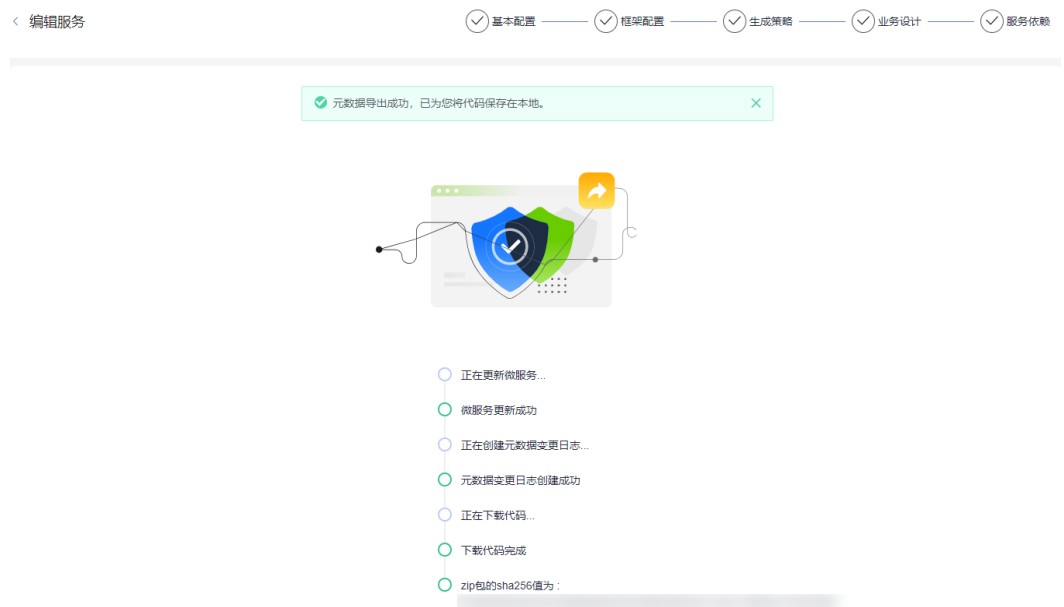 编辑服务
基本配置 框架配置 生成策略 业务设计 服务依赖
元数据导出成功，已为您将代码保存在本地。
正在更新微服务...
微服务更新成功
正在创建元数据变更日志...
元数据变更日志创建成功
正在下载代码...
下载代码完成
zip包的sha256值为：